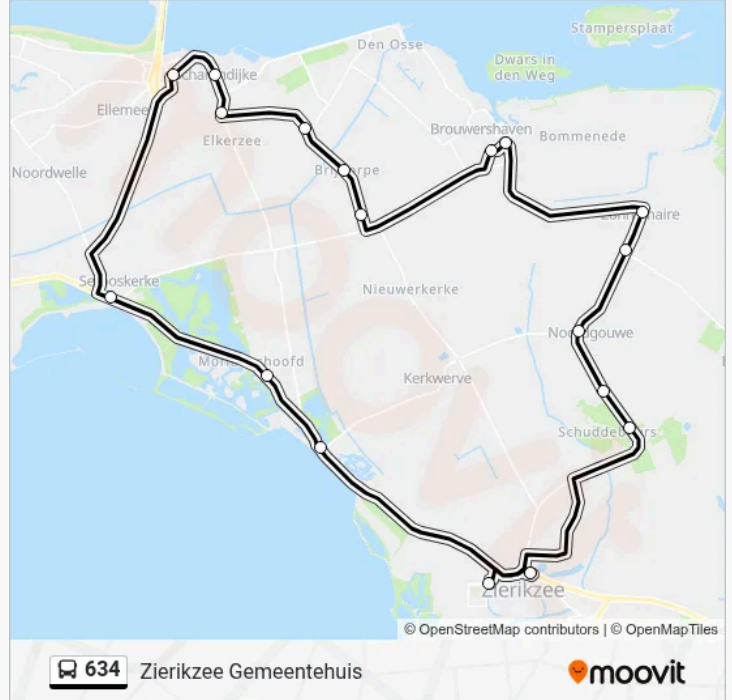 Stampersplaat
Den Osse
Dwars in
den Weg
Ellemee
Brouwershaven
Bommenede
Elkerzee
Noordwelle
Nieuwerkerke
Kerkwerve
Zierikzee
© OpenStreetMap contributors | © OpenMapTiles
634 Zierikzee Gemeentehuis
moovit